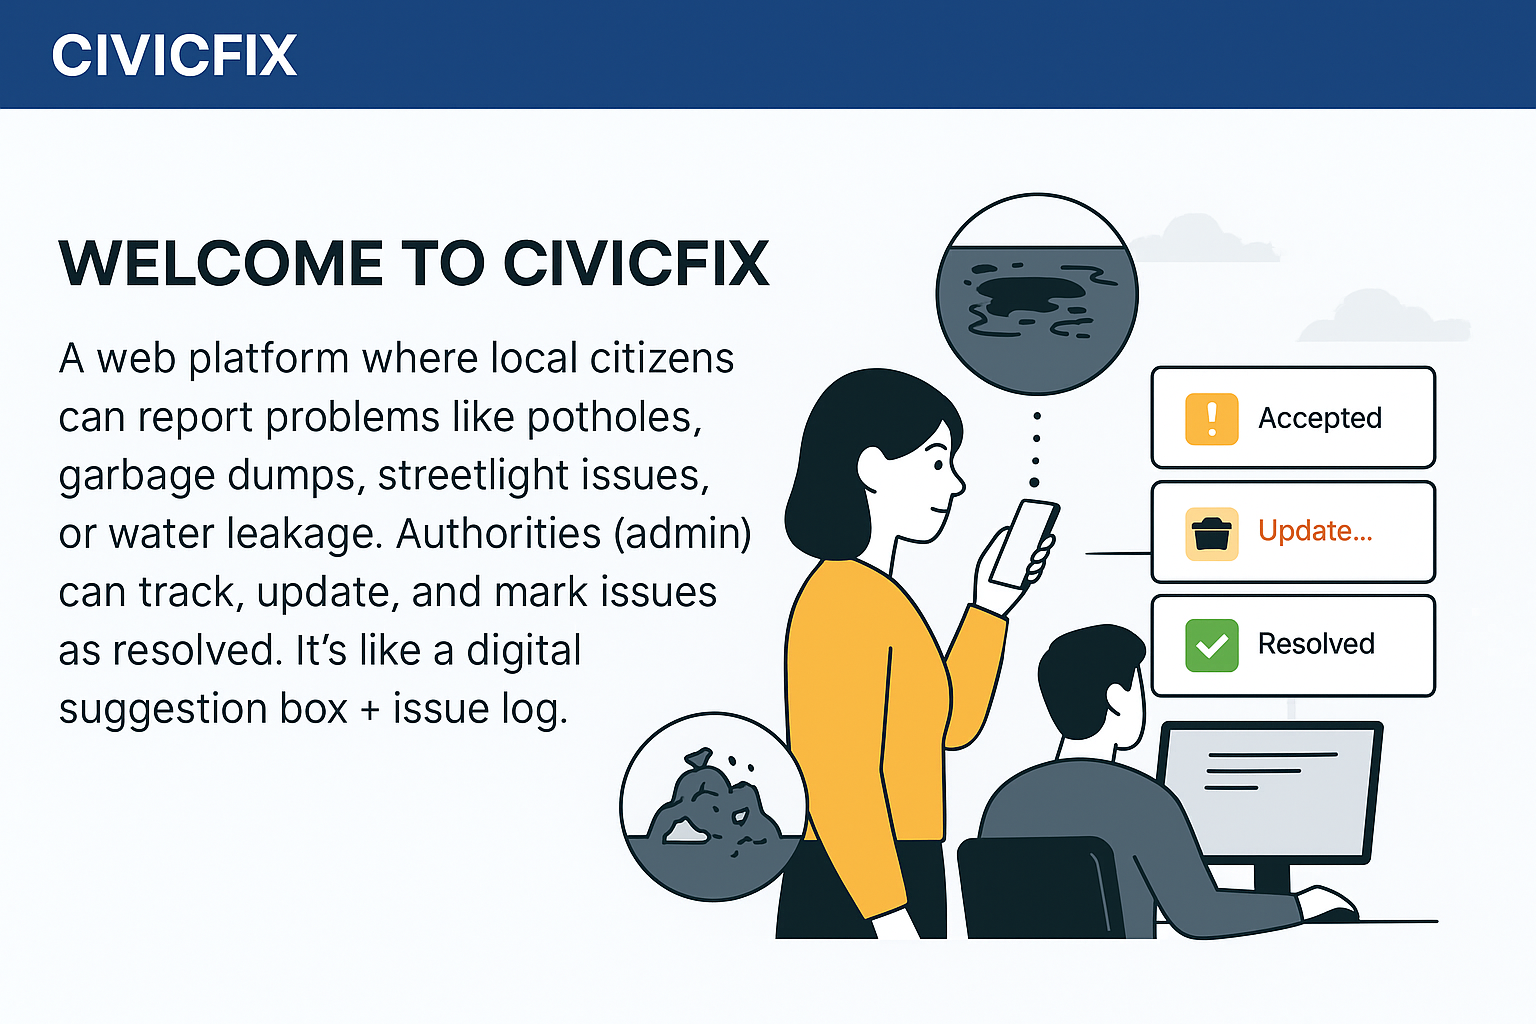 CIVICFIX
WELCOME TO CIVICFIX
A web platform where local citizens
can report problems like potholes,
garbage dumps, streetlight issues,
or water leakage. Authorities (admin)
can track, update, and mark issues
as resolved. It’s like a digital
suggestion box + issue log.
Accepted
Update...
Resolved